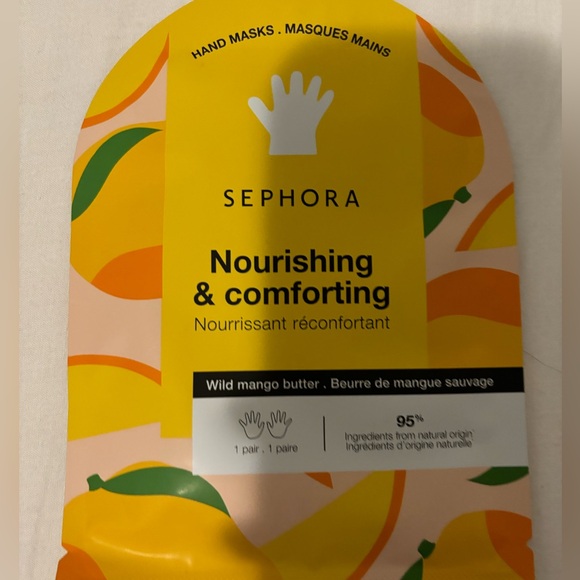 HAND MASKS . MASQUES MAINS
SEPHORA
Nourishing
& comforting
Nourrissant réconfortant
Wild mango butter . Beurre de mangue sauvage
1 pair . 1 paire
95%
Ingredients from natural origin
Ingrédients d'origine naturelle